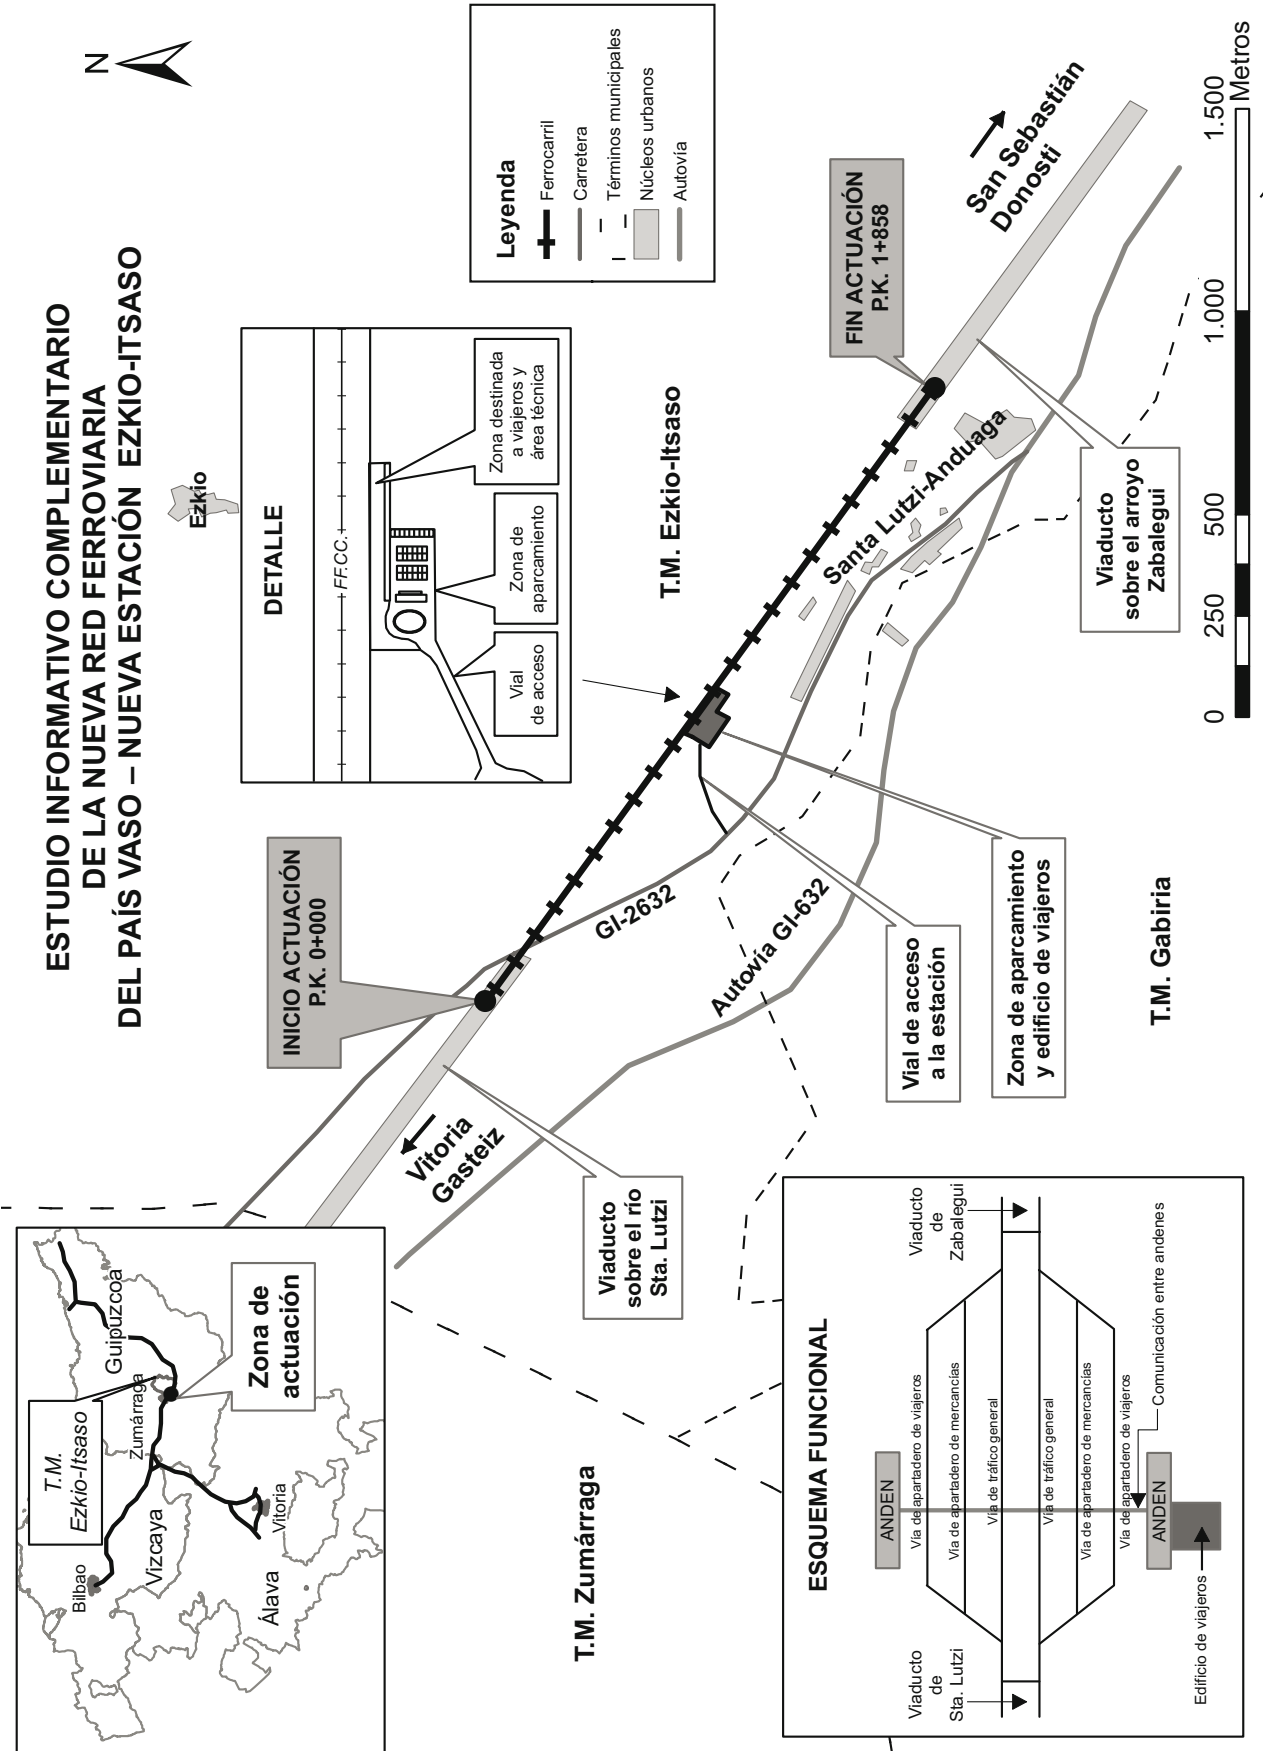 ESTUDIO INFORMATIVO COMPLEMENTARIO
DE LA NUEVA RED FERROVIARIA
DEL PAÍS VASO – NUEVA ESTACIÓN EZKIO-ITSASO
N
T.M.
Ezkio-Itsaso
Bilbao
Vizcaya
Zumárraga
Guipuzcoa
Vitoria
Álava
Zona de
actuación
INICIO ACTUACIÓN
P.K. 0+000
Ezkio
DETALLE
FF.CC.
Vial
de acceso
Zona de
aparcamiento
Zona destinada
a viajeros y
área técnica
Leyenda
Ferrocarril
Carretera
Términos municipales
Núcleos urbanos
Autovía
Vitoria
Gasteiz
Viaducto
sobre el río
Sta. Lutzi
GI-2632
Autovía GI-632
T.M. Ezkio-Itsaso
Santa Lutzi-Anduaga
FIN ACTUACIÓN
P.K. 1+858
San Sebastián
Donosti
T.M. Zumárraga
Vial de acceso
a la estación
Zona de aparcamiento
y edificio de viajeros
T.M. Gabiria
Viaducto
sobre el arroyo
Zabalegui
ESQUEMA FUNCIONAL
ANDEN
Vía de apartadero de viajeros
Vía de apartadero de mercancías
Vía de tráfico general
Vía de tráfico general
Vía de apartadero de mercancías
Vía de apartadero de viajeros
ANDEN
Viaducto
de
Sta. Lutzi
Viaducto
de
Zabalegui
Comunicación entre andenes
Edificio de viajeros
0
250
500
1.000
1.500
Metros